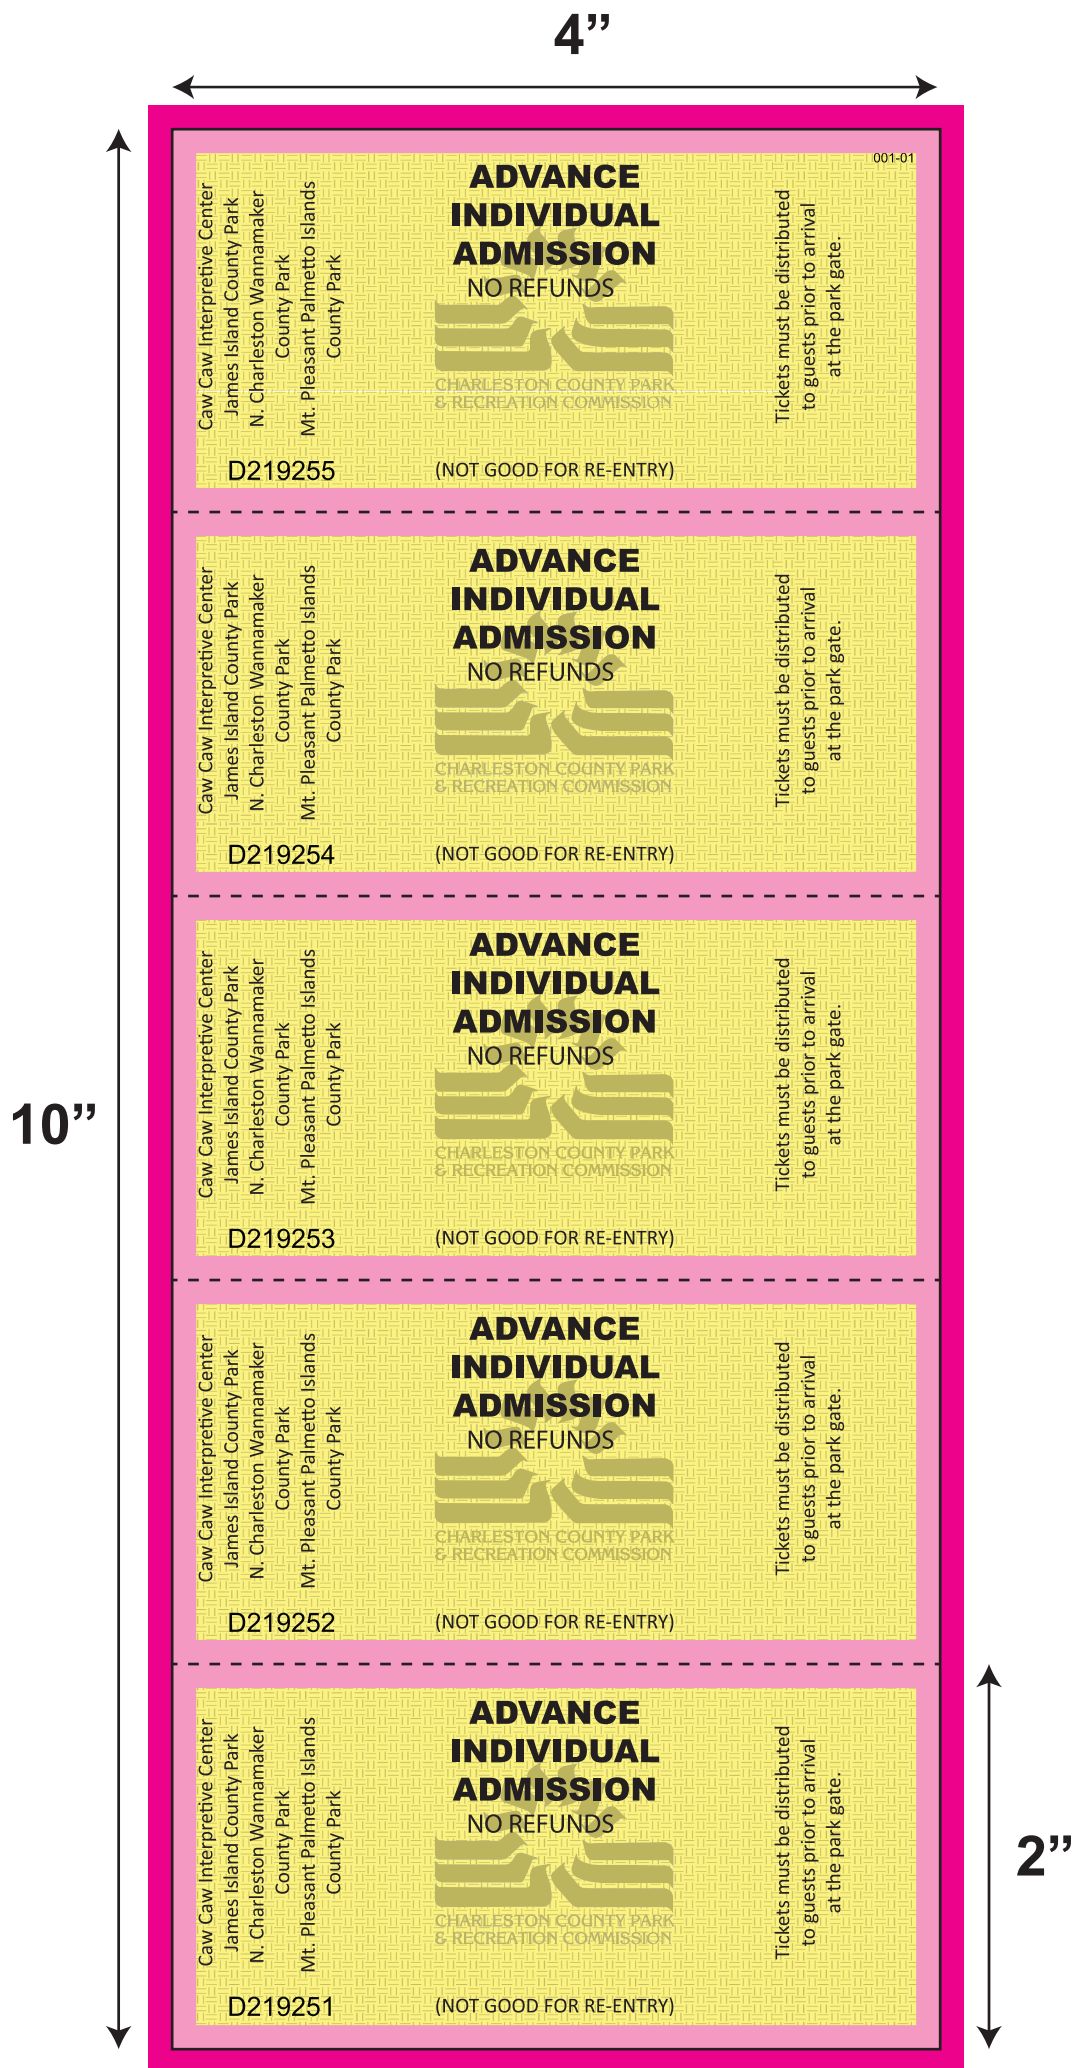 4”
001-01
ADVANCE
INDIVIDUAL
ADMISSION
NO REFUNDS
Caw Caw Interpretive Center
James Island County Park
N. Charleston Wannamaker
County Park
Mt. Pleasant Palmetto Islands
County Park
CHARLESTON COUNTY PARK
& RECREATION COMMISSION
Tickets must be distributed
to guests prior to arrival
at the park gate.
D219255
(NOT GOOD FOR RE-ENTRY)
ADVANCE
INDIVIDUAL
ADMISSION
NO REFUNDS
Caw Caw Interpretive Center
James Island County Park
N. Charleston Wannamaker
County Park
Mt. Pleasant Palmetto Islands
County Park
CHARLESTON COUNTY PARK
& RECREATION COMMISSION
Tickets must be distributed
to guests prior to arrival
at the park gate.
D219254
(NOT GOOD FOR RE-ENTRY)
10”
ADVANCE
INDIVIDUAL
ADMISSION
NO REFUNDS
Caw Caw Interpretive Center
James Island County Park
N. Charleston Wannamaker
County Park
Mt. Pleasant Palmetto Islands
County Park
CHARLESTON COUNTY PARK
& RECREATION COMMISSION
Tickets must be distributed
to guests prior to arrival
at the park gate.
D219253
(NOT GOOD FOR RE-ENTRY)
ADVANCE
INDIVIDUAL
ADMISSION
NO REFUNDS
Caw Caw Interpretive Center
James Island County Park
N. Charleston Wannamaker
County Park
Mt. Pleasant Palmetto Islands
County Park
CHARLESTON COUNTY PARK
& RECREATION COMMISSION
Tickets must be distributed
to guests prior to arrival
at the park gate.
D219252
(NOT GOOD FOR RE-ENTRY)
ADVANCE
INDIVIDUAL
ADMISSION
NO REFUNDS
Caw Caw Interpretive Center
James Island County Park
N. Charleston Wannamaker
County Park
Mt. Pleasant Palmetto Islands
County Park
CHARLESTON COUNTY PARK
& RECREATION COMMISSION
Tickets must be distributed
to guests prior to arrival
at the park gate.
2”
D219251
(NOT GOOD FOR RE-ENTRY)